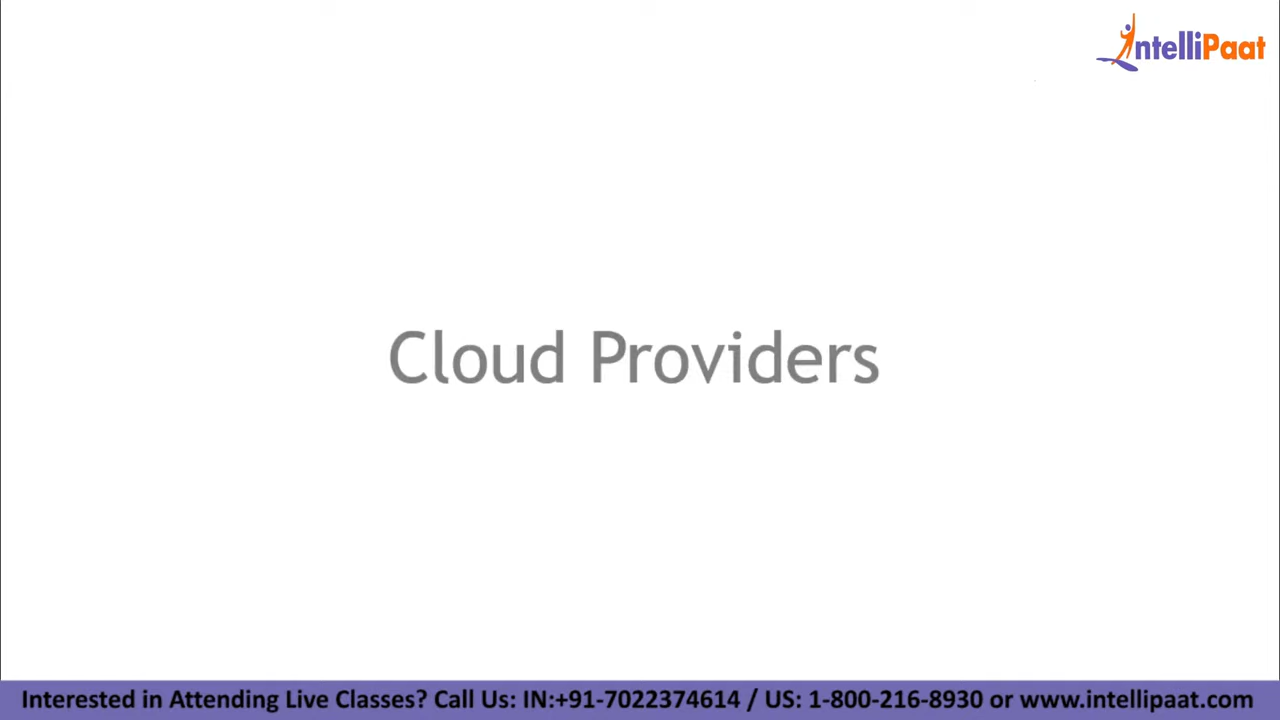 IntelliPaat
Cloud Providers
Interested in Attending Live Classes? Call Us: IN:+91-7022374614 / US: 1-800-216-8930 or www.intellipaat.com